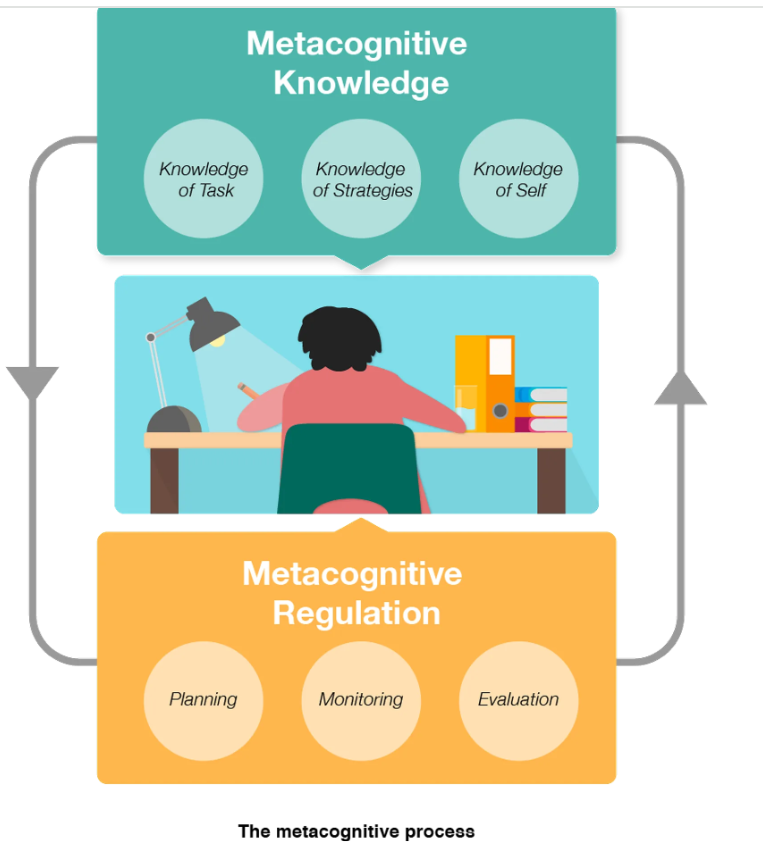 Metacognitive
Knowledge
Knowledge
of Task
Knowledge
of Strategies
Knowledge
of Self
Metacognitive
Regulation
Planning
Monitoring
Evaluation
The metacognitive process